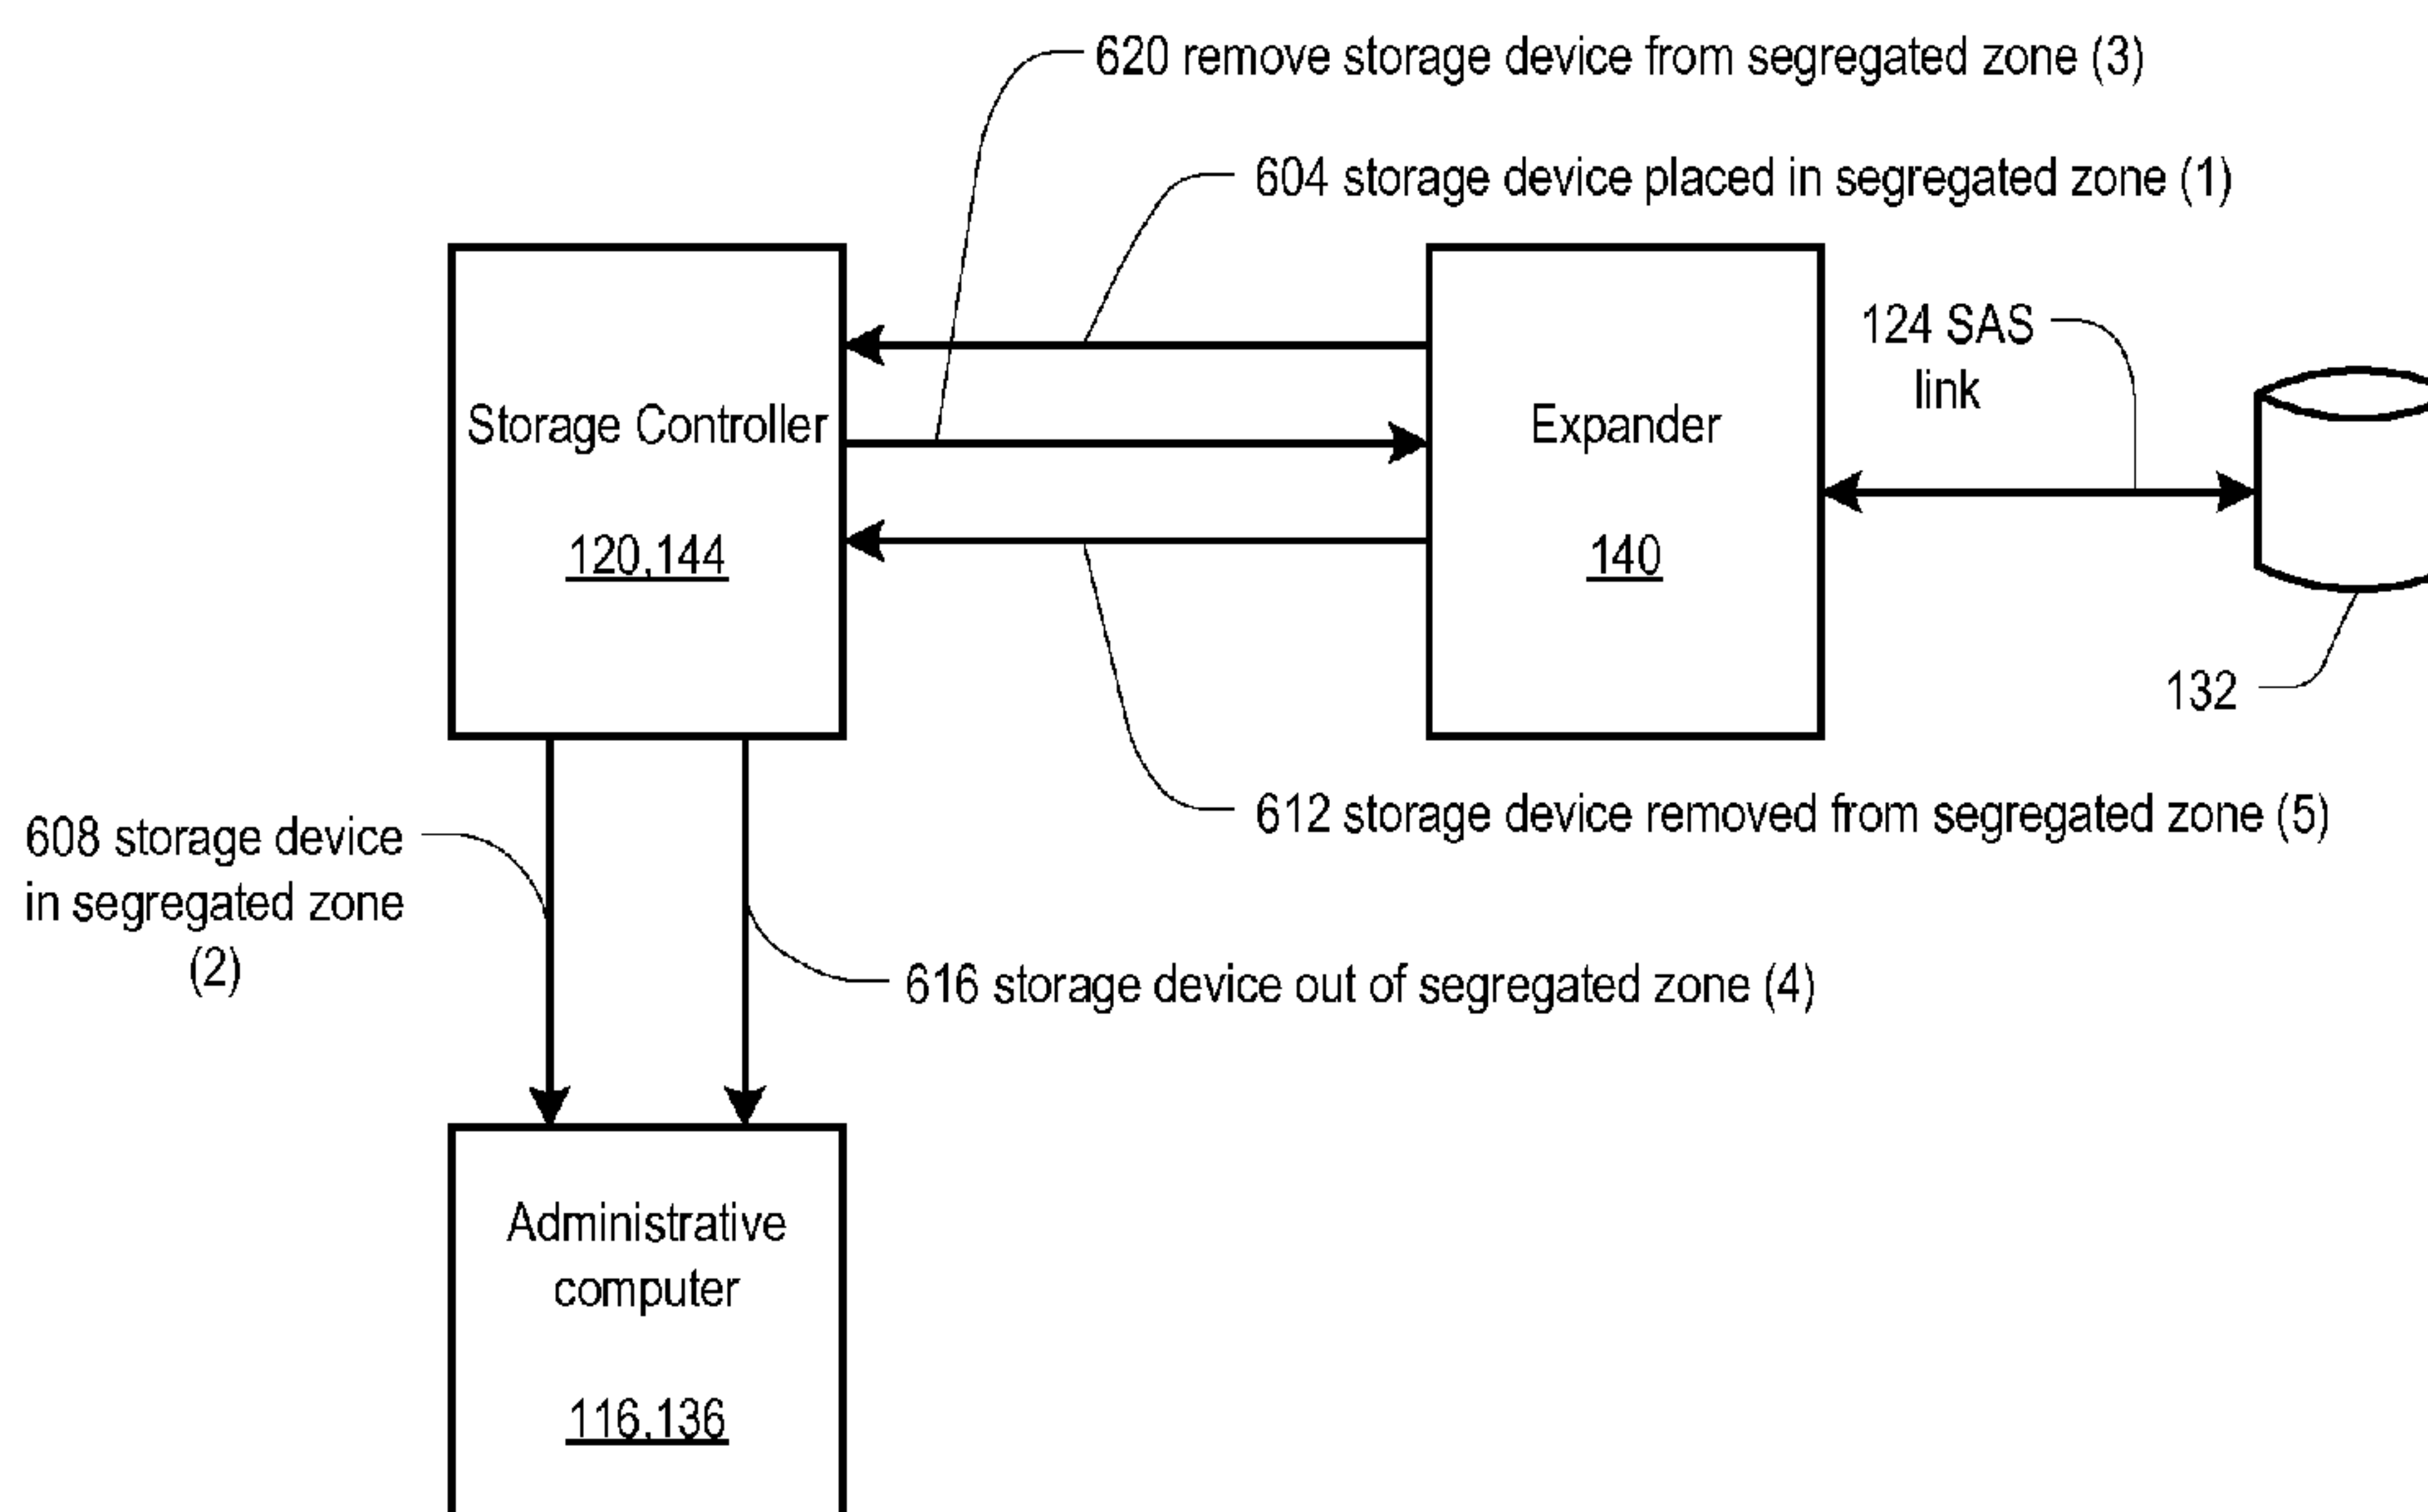 620 remove storage device from segregated zone (3)
604 storage device placed in segregated zone (1)
124 SAS
link
Storage Controller
120,144
Expander
140
132
612 storage device removed from segregated zone (5)
608 storage device
in segregated zone
(2)
616 storage device out of segregated zone (4)
Administrative
computer
116,136